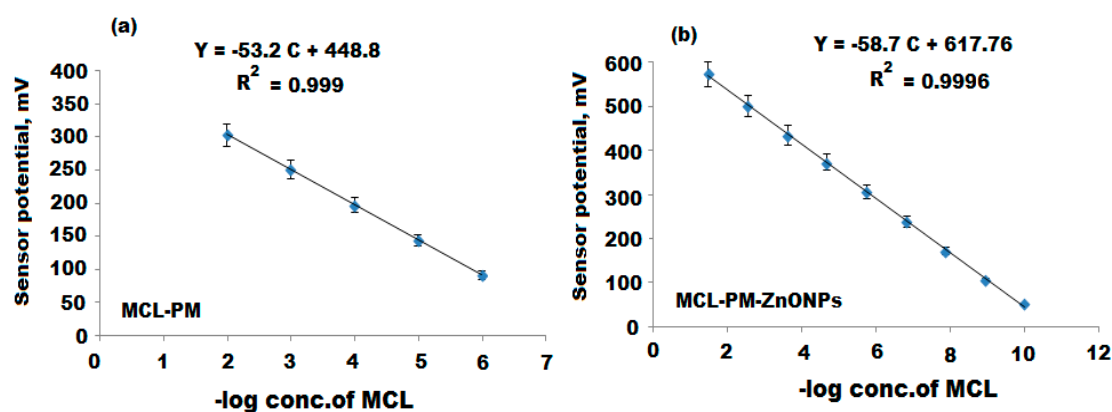 (a)
Y = -53.2 C + 448.8
R² = 0.999
Sensor potential, mV
400
350
300
250
200
150
100
50
0
MCL-PM
0 1 2 3 4 5 6 7
-log conc.of MCL
(b)
Y = -58.7 C + 617.76
R² = 0.9996
Sensor potential, mV
600
500
400
300
200
100
0
MCL-PM-ZnONPs
0 2 4 6 8 10 12
-log conc.of MCL